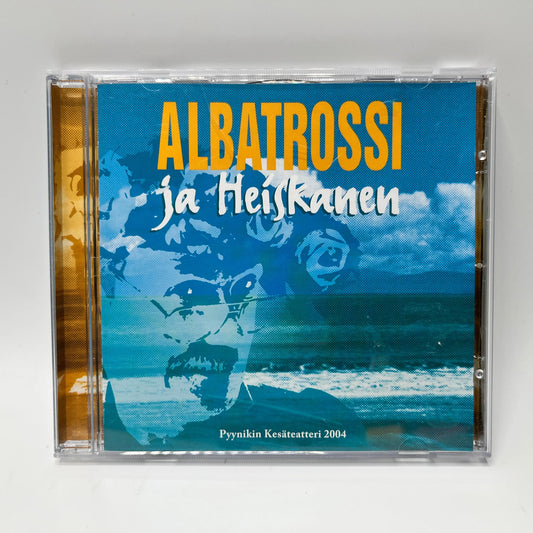 ALBATROSSI
ja Heiskanen
Pyynikin Kesäteatteri 2004